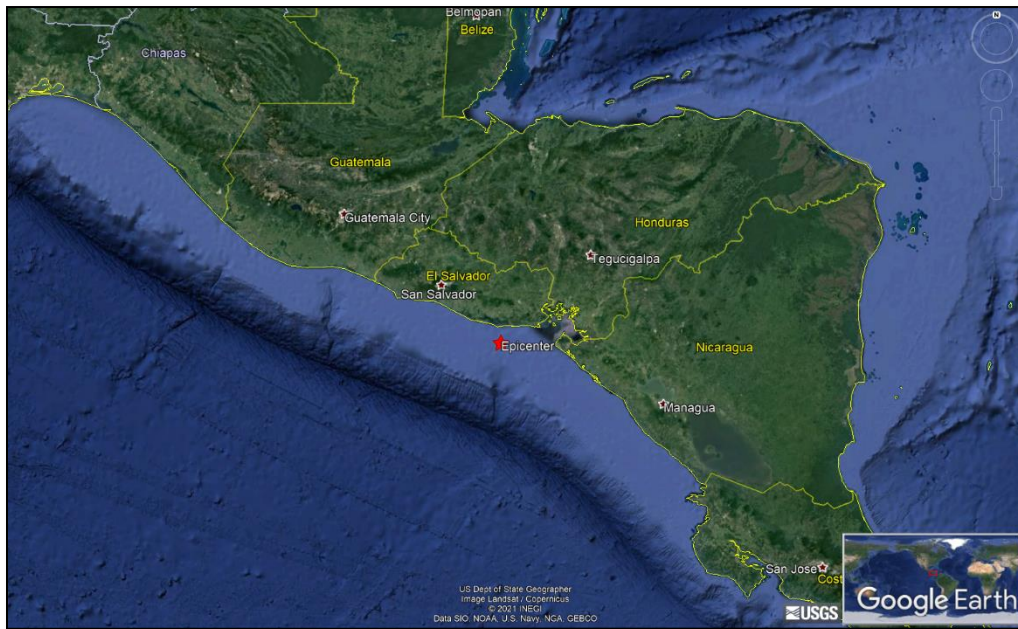 Belmopan
Belize
N
Chiapas
Guatemala
Guatemala City
Honduras
Tegucigalpa
El Salvador
San Salvador
Epicenter
Nicaragua
Managua
San Jose
Cost
US Dept of State Geographer
Image Landsat / Copernicus
© 2021 INEGI
Data SIO, NOAA, U.S. Navy, NGA, GEBCO
USGS
Google Earth